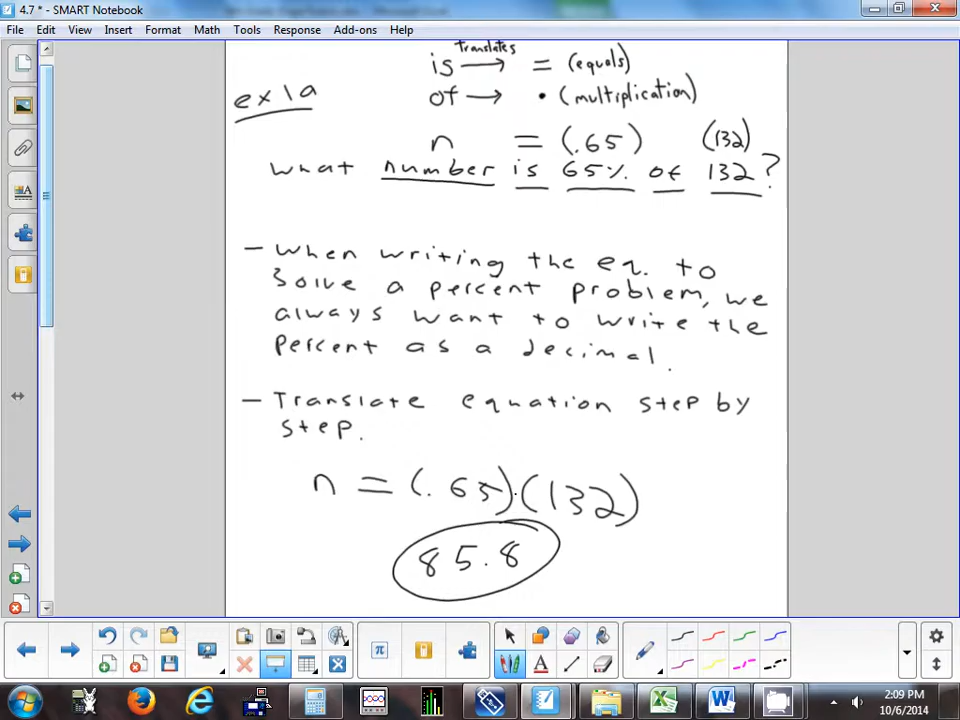 4.7 * - SMART Notebook
File Edit View Insert Format Math Tools Response Add-ons Help
translates
is → = (equals)
of → • (multiplication)
ex 1a
n = (.65) (132)
What number is 65% of 132?
- When writing the eq. to
solve a percent problem, we
always want to write the
percent as a decimal.
- Translate equation step by
step.
n = (.65)·(132)
85.8
2:09 PM
10/6/2014